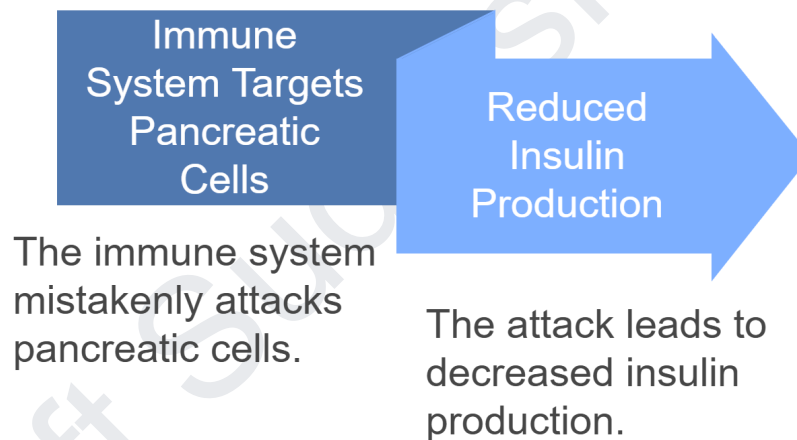 Immune
System Targets
Pancreatic
Cells
Reduced
Insulin
Production
The immune system
mistakenly attacks
pancreatic cells.
The attack leads to
decreased insulin
production.